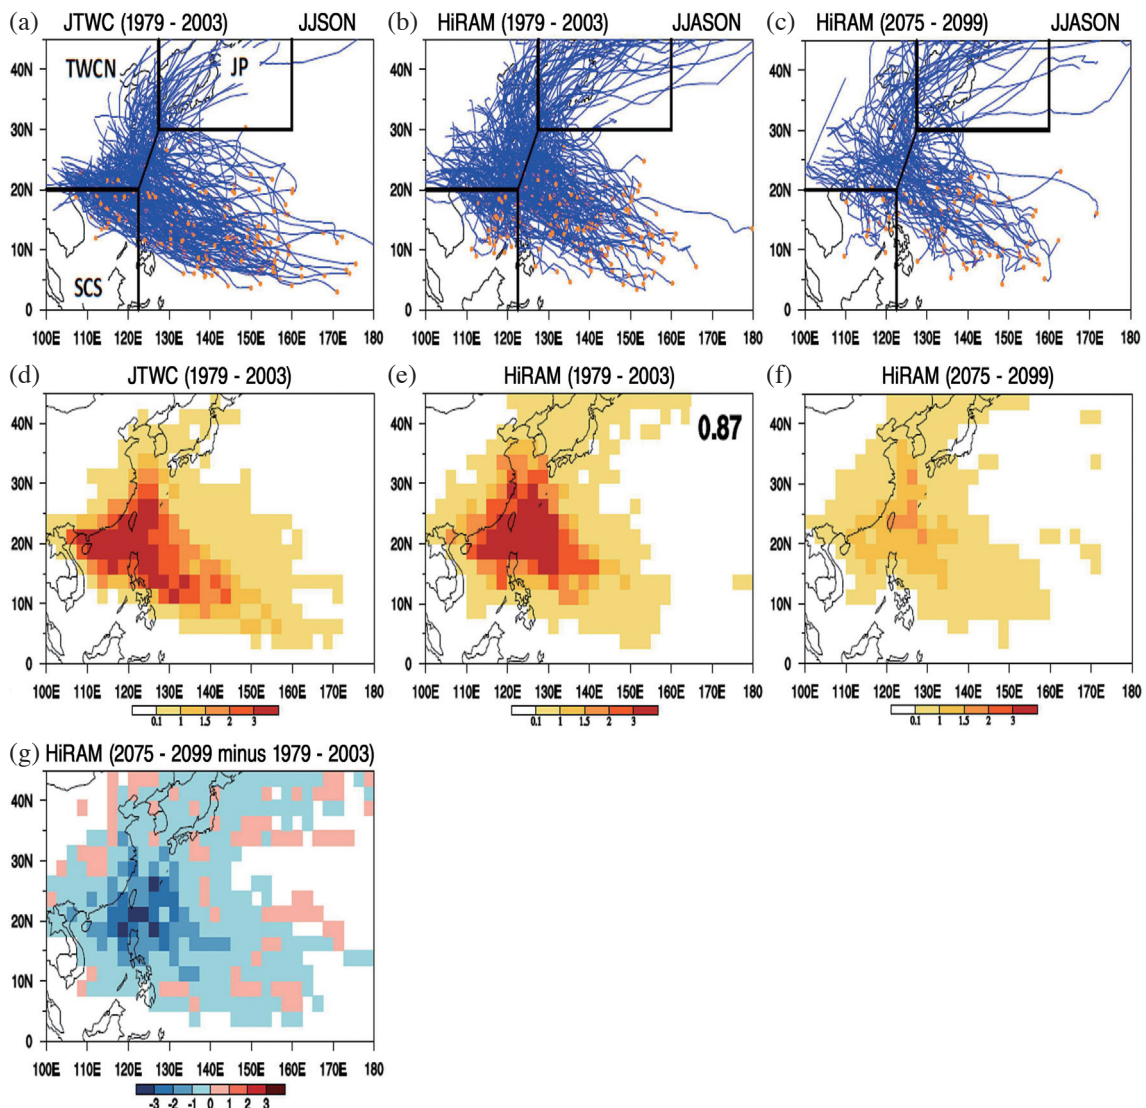 (a) JTWC (1979 - 2003) JJSON
(b) HiRAM (1979 - 2003) JJASON
(c) HiRAM (2075 - 2099) JJASON
40N
30N
20N
10N
0
TWCN
JP
SCS
100E 110E 120E 130E 140E 150E 160E 170E 180
40N
30N
20N
10N
0
100E 110E 120E 130E 140E 150E 160E 170E 180
40N
30N
20N
10N
0
100E 110E 120E 130E 140E 150E 160E 170E 180
(d) JTWC (1979 - 2003)
(e) HiRAM (1979 - 2003)
(f) HiRAM (2075 - 2099)
40N
30N
20N
10N
0
100E 110E 120E 130E 140E 150E 160E 170E 180
0.1 1 1.5 2 3
0.87
40N
30N
20N
10N
0
100E 110E 120E 130E 140E 150E 160E 170E 180
0.1 1 1.5 2 3
40N
30N
20N
10N
0
100E 110E 120E 130E 140E 150E 160E 170E 180
0.1 1 1.5 2 3
(g) HiRAM (2075 - 2099 minus 1979 - 2003)
40N
30N
20N
10N
0
100E 110E 120E 130E 140E 150E 160E 170E 180
-3 -2 -1 0 1 2 3